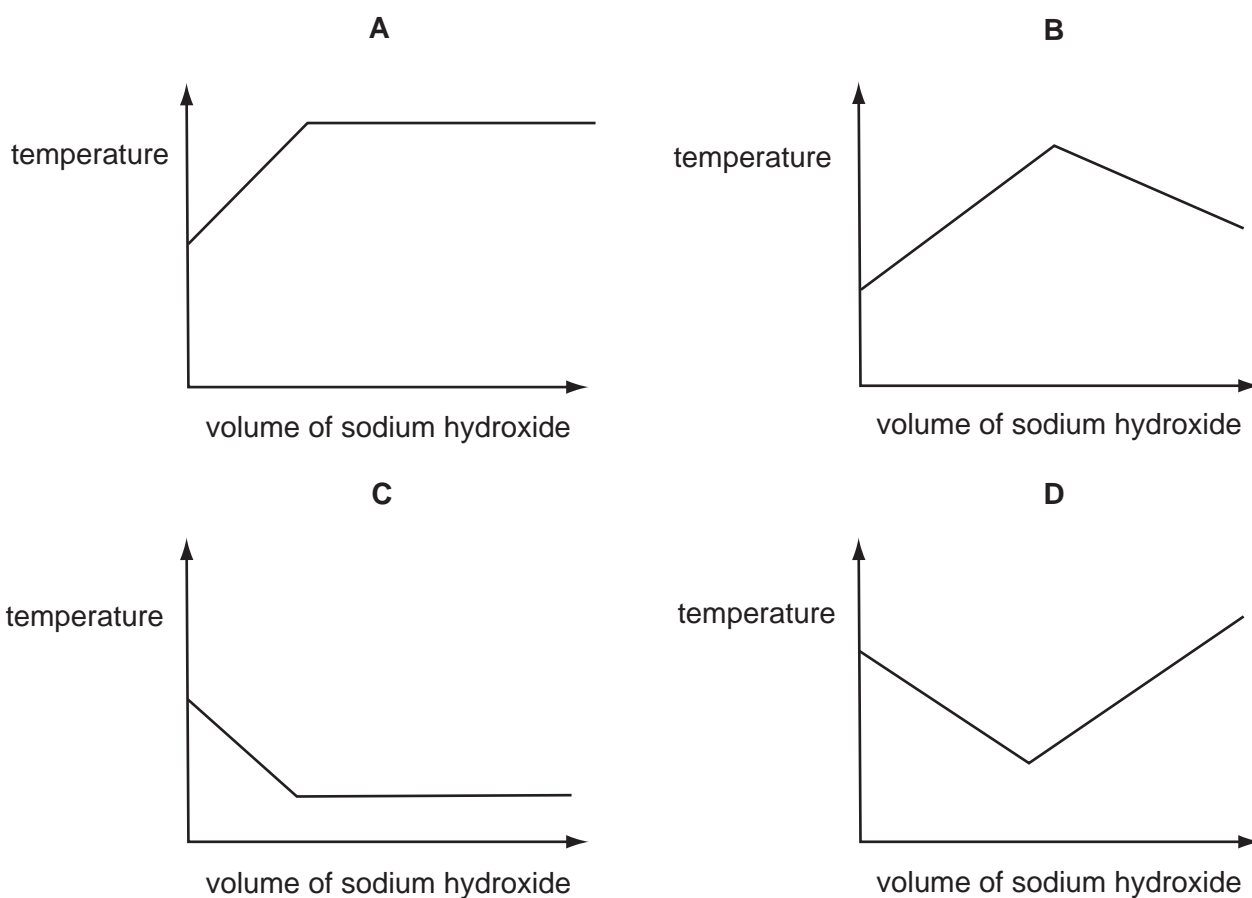 A
temperature
volume of sodium hydroxide
B
temperature
volume of sodium hydroxide
C
temperature
volume of sodium hydroxide
D
temperature
volume of sodium hydroxide